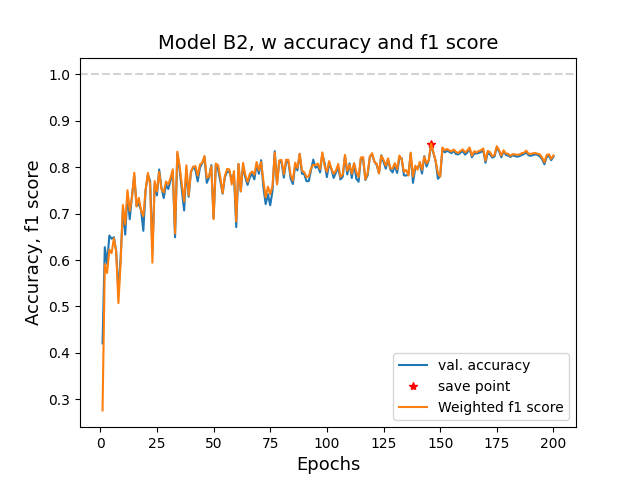 Model B2, w accuracy and f1 score
Accuracy, f1 score
1.0
0.9
0.8
0.7
0.6
0.5
0.4
0.3
val. accuracy
save point
Weighted f1 score
0 25 50 75 100 125 150 175 200
Epochs